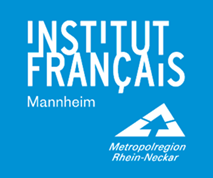 INSTITUT
FRANÇAIS
Mannheim
Metropolregion
Rhein-Neckar